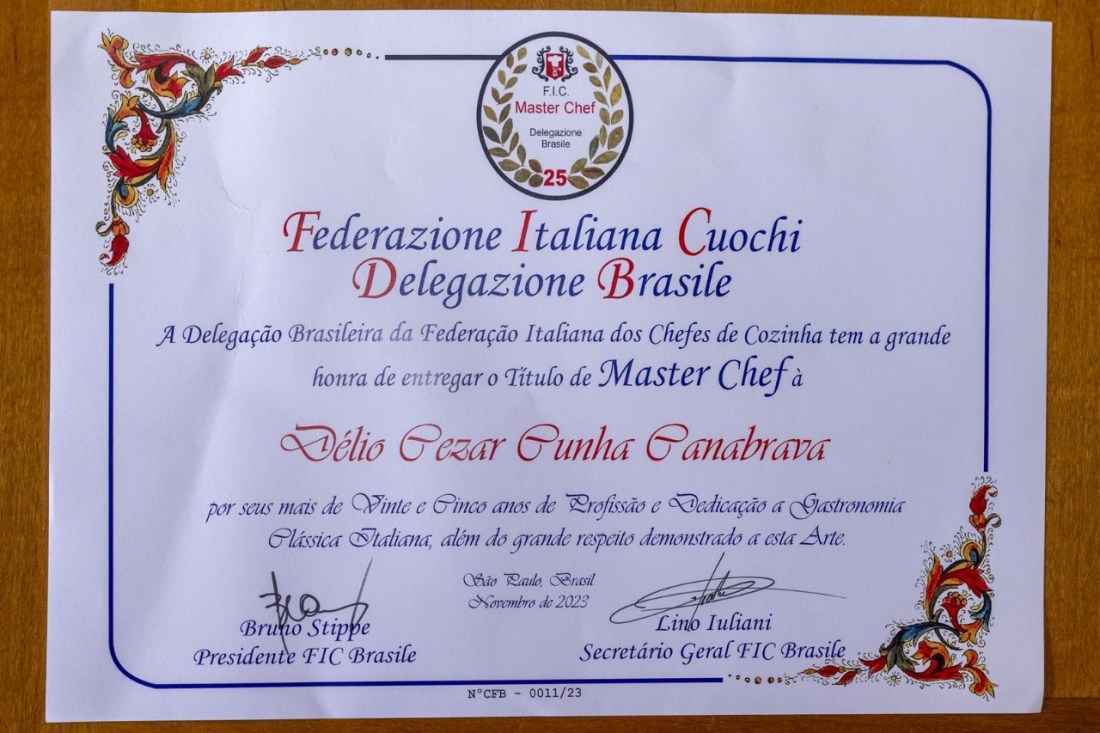 F.I.C.
Master Chef
Delegazione
Brasile
25
Federazione Italiana Cuochi
Delegazione Brasile
A Delegação Brasileira da Federação Italiana dos Chefes de Cozinha tem a grande
honra de entregar o Título de Master Chef à
Délio Cezar Cunha Canabrava
por seus mais de Vinte e Cinco anos de Profissão e Dedicação a Gastronomia
Clássica Italiana, além do grande respeito demonstrado a esta Arte.
São Paulo, Brasil
Novembro de 2023
Bruno Stippe
Presidente FIC Brasile
Lino Iuliani
Secretário Geral FIC Brasile
N°CFB - 0011/23